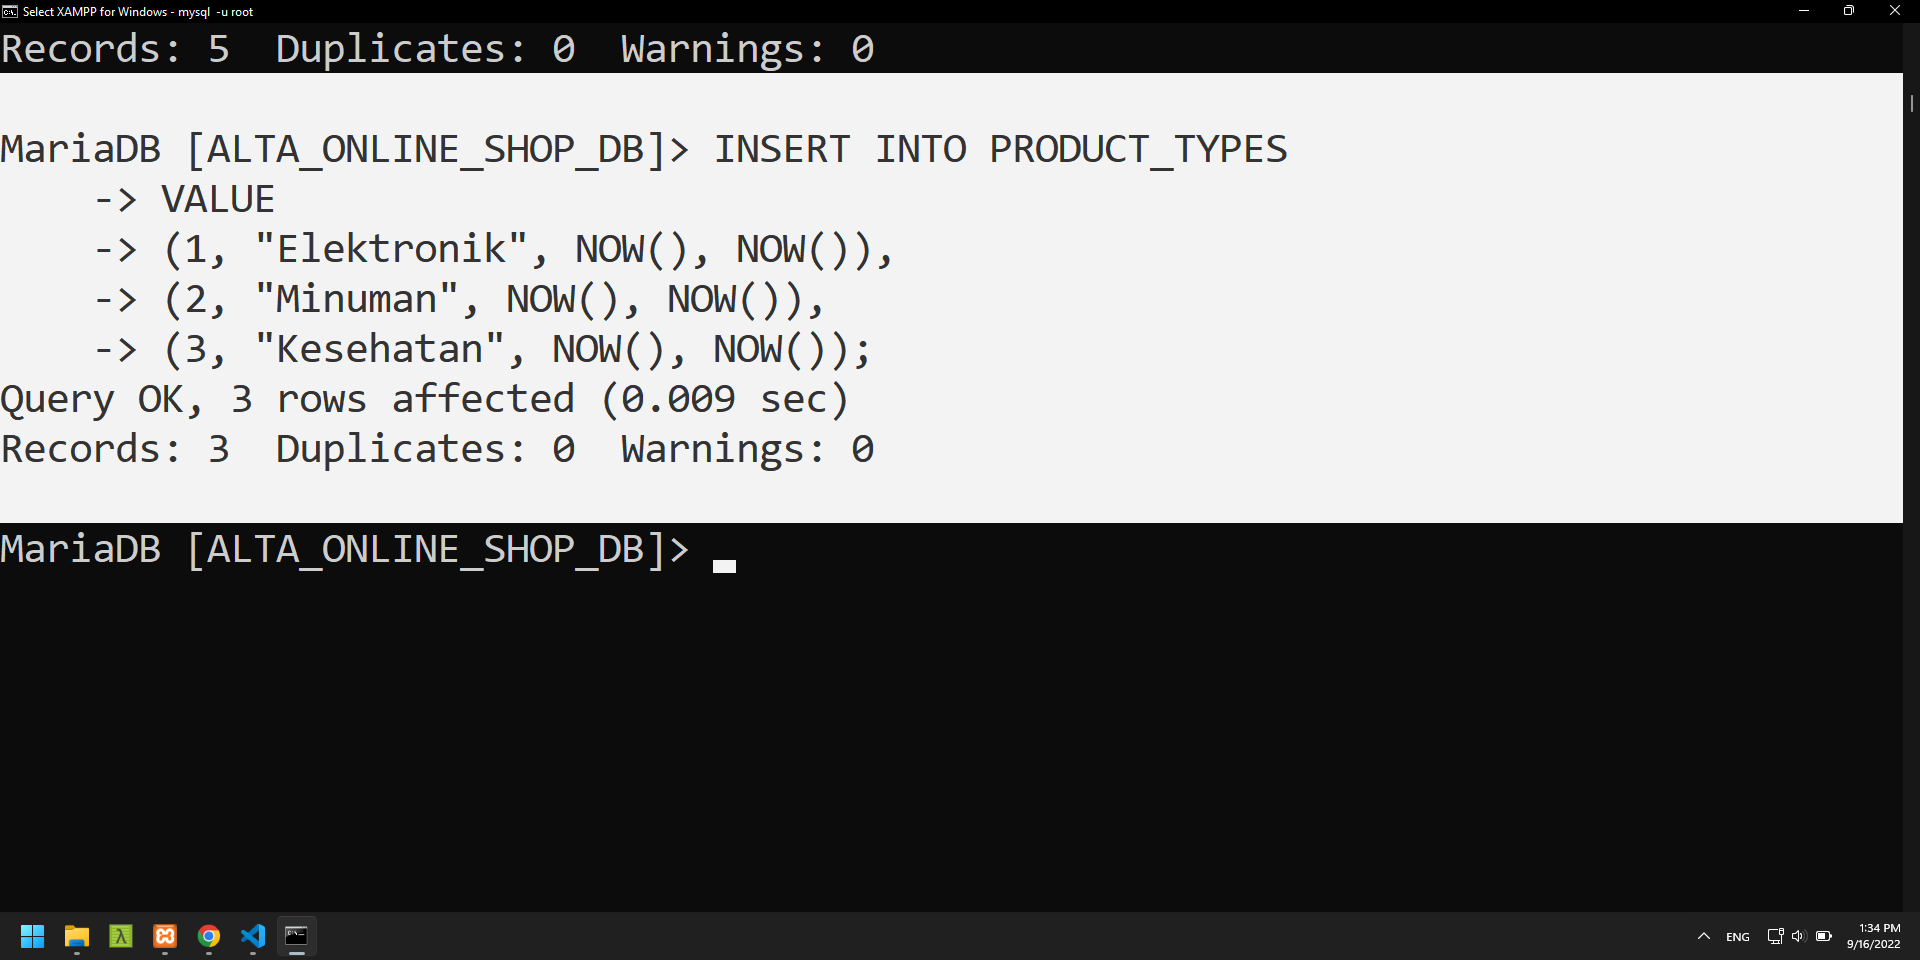 Select XAMPP for Windows - mysql  -u root
Records: 5  Duplicates: 0  Warnings: 0
MariaDB [ALTA_ONLINE_SHOP_DB]> INSERT INTO PRODUCT_TYPES
    -> VALUE
    -> (1, "Elektronik", NOW(), NOW()),
    -> (2, "Minuman", NOW(), NOW()),
    -> (3, "Kesehatan", NOW(), NOW());
Query OK, 3 rows affected (0.009 sec)
Records: 3  Duplicates: 0  Warnings: 0
MariaDB [ALTA_ONLINE_SHOP_DB]>
ENG
1:34 PM
9/16/2022